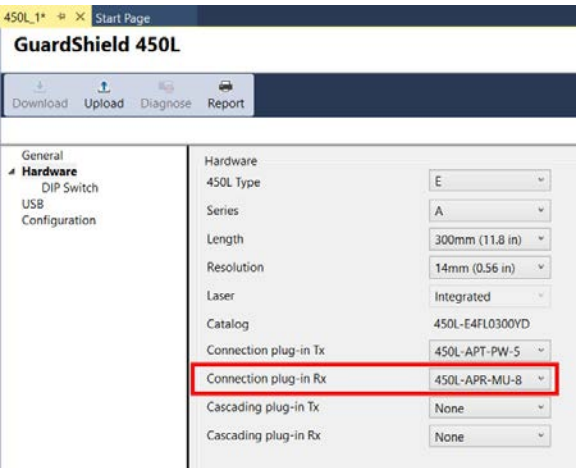 450L_1* Start Page
GuardShield 450L
Download Upload Diagnose Report
General
Hardware
DIP Switch
USB
Configuration
Hardware
450L Type E
Series A
Length 300mm (11.8 in)
Resolution 14mm (0.56 in)
Laser Integrated
Catalog 450L-E4FL0300YD
Connection plug-in Tx 450L-APT-PW-5
Connection plug-in Rx 450L-APR-MU-8
Cascading plug-in Tx None
Cascading plug-in Rx None